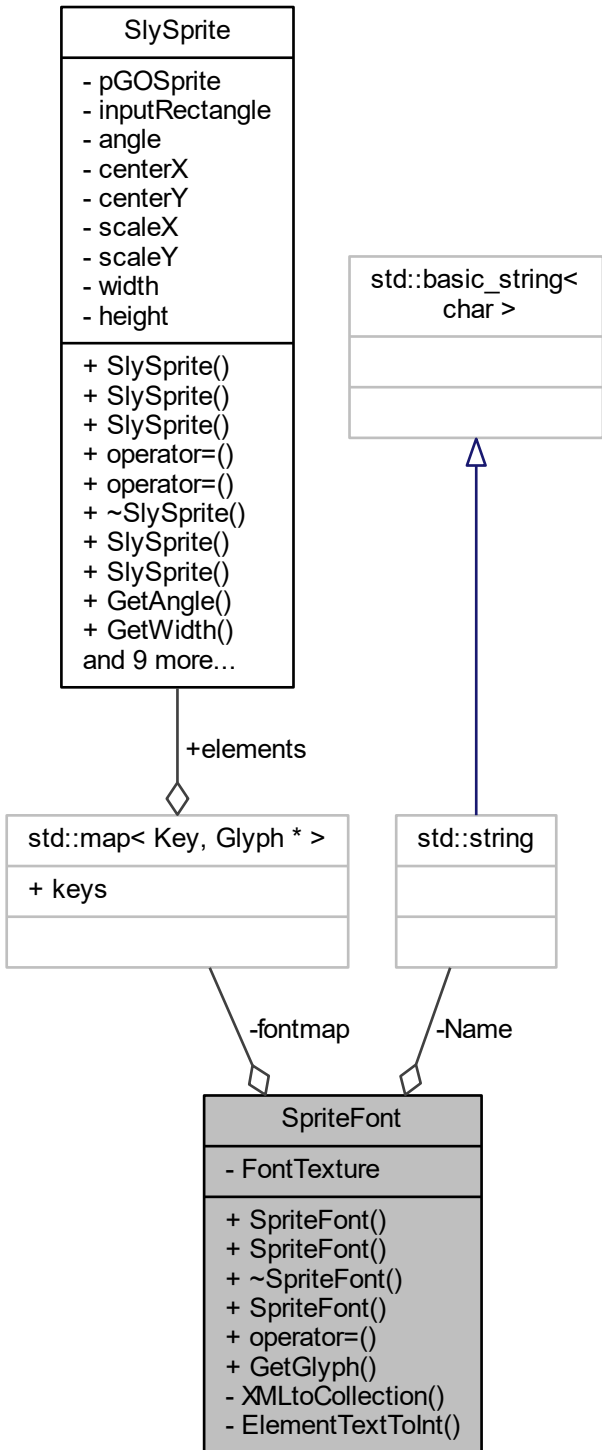 SlySprite
- pGOSprite
- inputRectangle
- angle
- centerX
- centerY
- scaleX
- scaleY
- width
- height
+ SlySprite()
+ SlySprite()
+ SlySprite()
+ operator=()
+ operator=()
+ ~SlySprite()
+ SlySprite()
+ SlySprite()
+ GetAngle()
+ GetWidth()
and 9 more...
std::basic_string<
char >
+elements
std::map< Key, Glyph * >
+ keys
std::string
-fontmap
-Name
SpriteFont
- FontTexture
+ SpriteFont()
+ SpriteFont()
+ ~SpriteFont()
+ SpriteFont()
+ operator=()
+ GetGlyph()
- XMLtoCollection()
- ElementTextToInt()